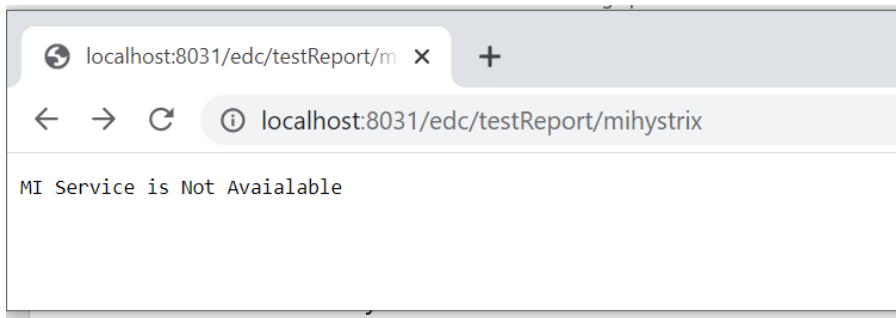 localhost:8031/edc/testReport/m
localhost:8031/edc/testReport/mihystrix
MI Service is Not Avaialable